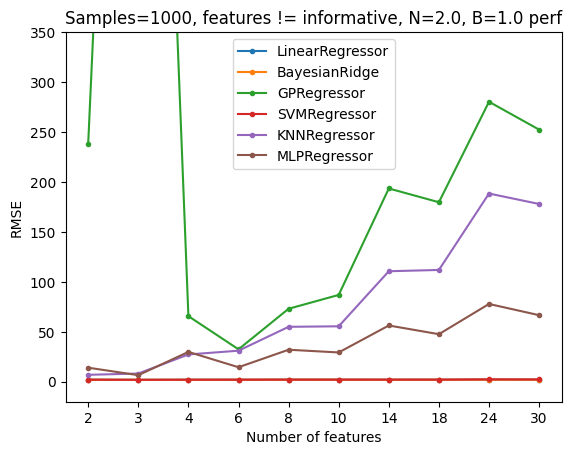 Samples=1000, features != informative, N=2.0, B=1.0 perf
350
300
250
200
150
100
50
0
RMSE
LinearRegressor
BayesianRidge
GPRegressor
SVMRegressor
KNNRegressor
MLPRegressor
2 3 4 6 8 10 14 18 24 30
Number of features